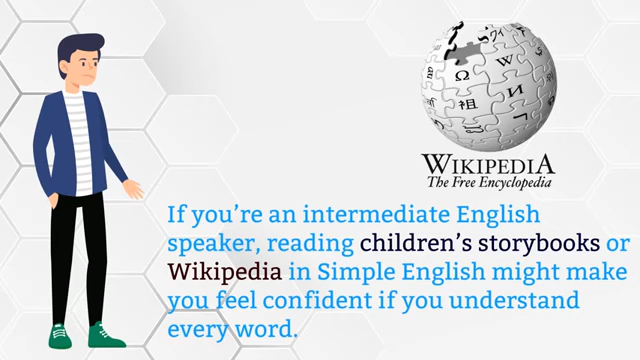 WIKIPEDIA
The Free Encyclopedia
If you're an intermediate English
speaker, reading children's storybooks or
Wikipedia in Simple English might make
you feel confident if you understand
every word.